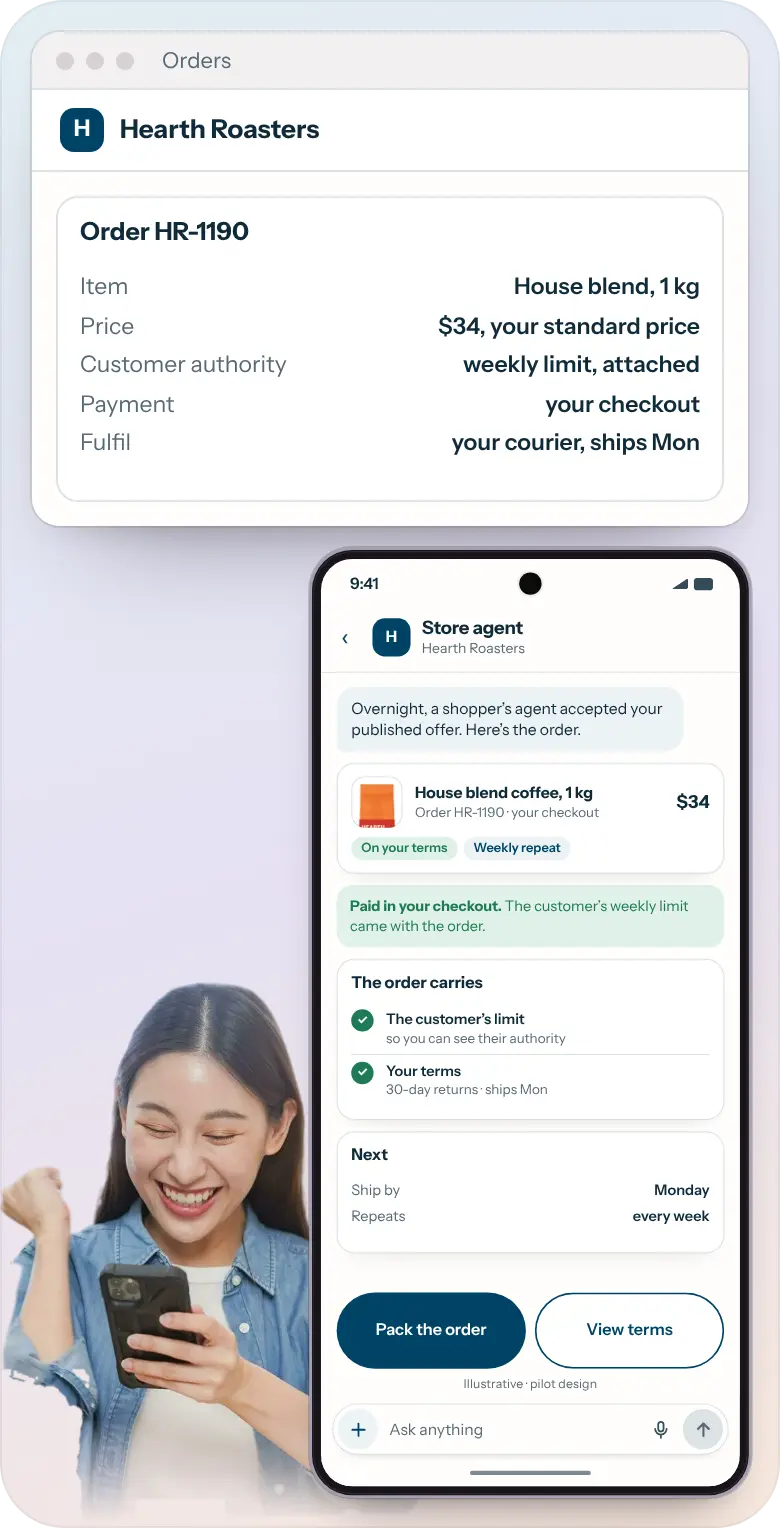 Orders
H
Hearth Roasters
Order HR-1190
Item House blend, 1 kg
Price $34, your standard price
Customer authority weekly limit, attached
Payment your checkout
Fulfil your courier, ships Mon
9:41
‹ H Store agent
Hearth Roasters
Overnight, a shopper's agent accepted your
published offer. Here's the order.
House blend coffee, 1 kg $34
Order HR-1190 · your checkout
On your terms Weekly repeat
Paid in your checkout. The customer's weekly limit
came with the order.
The order carries
The customer's limit
so you can see their authority
Your terms
30-day returns · ships Mon
Next
Ship by Monday
Repeats every week
Pack the order View terms
Illustrative · pilot design
Ask anything